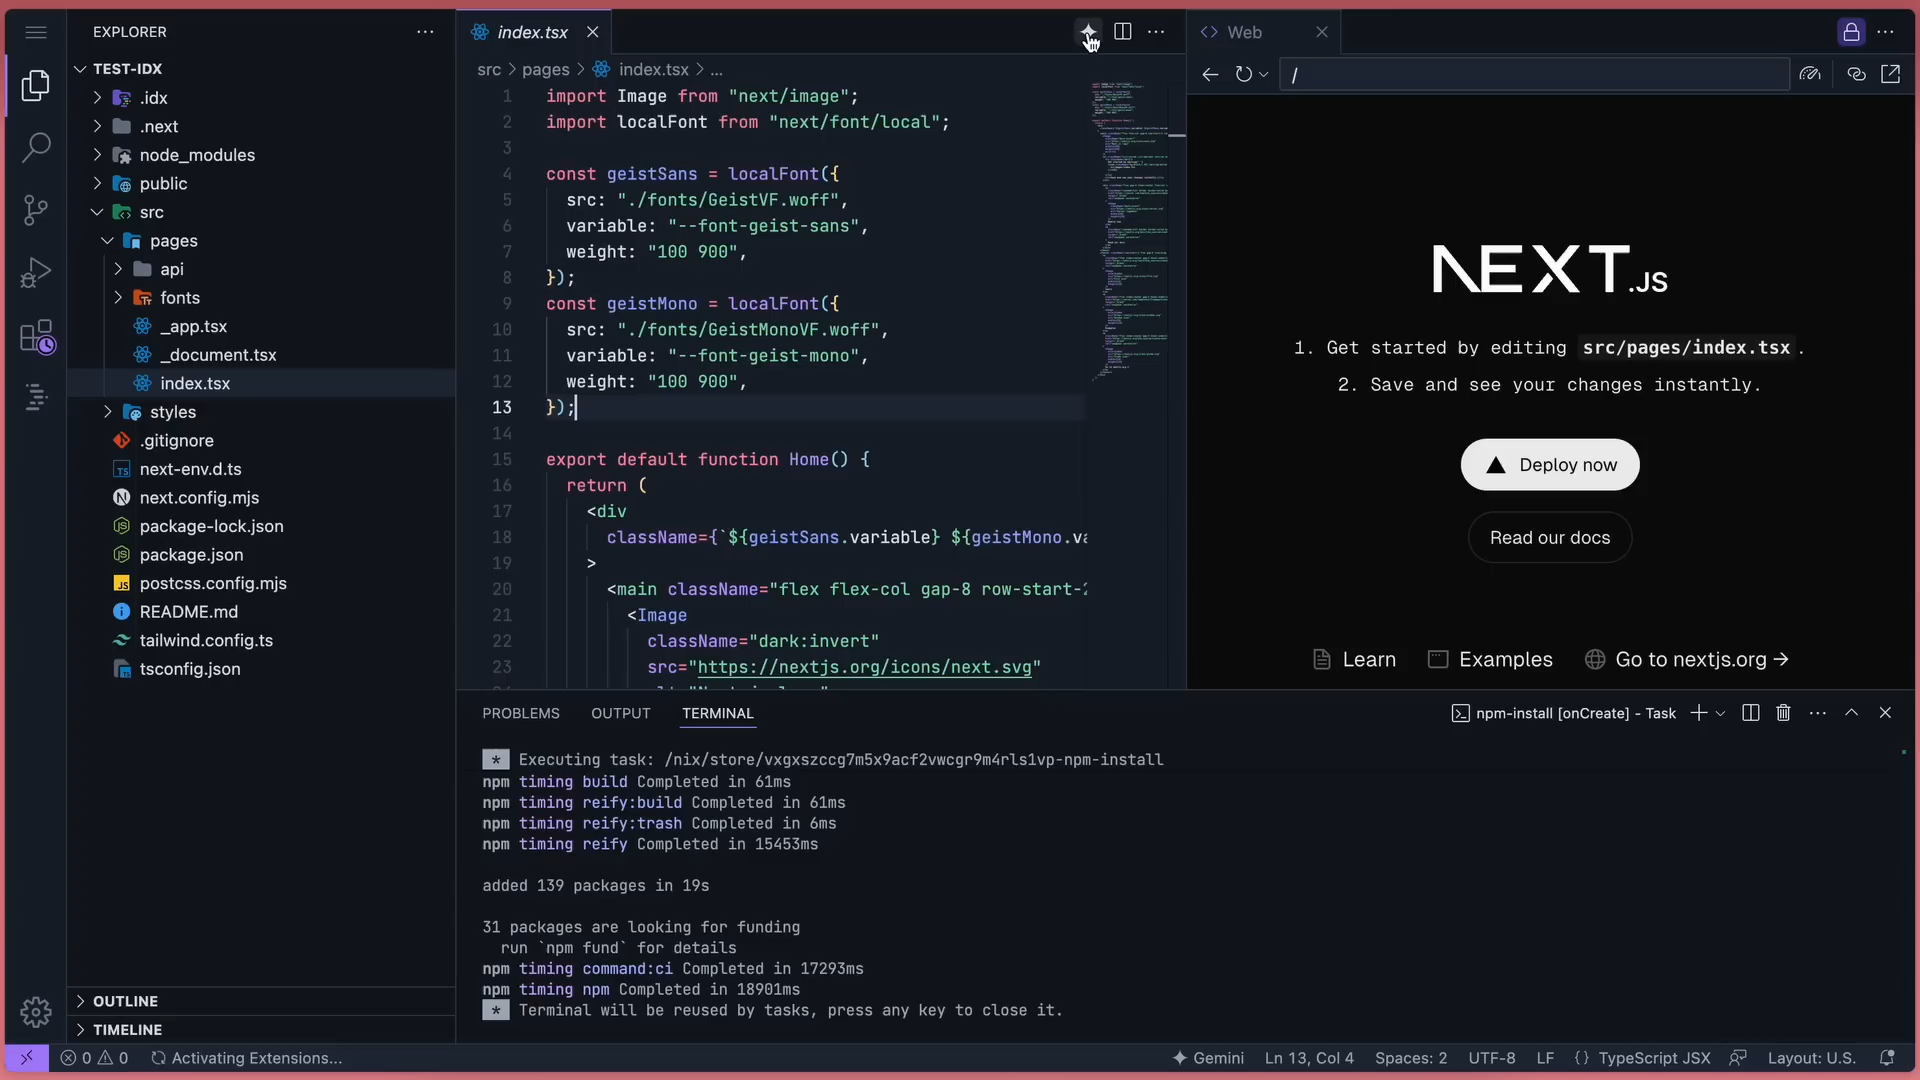 EXPLORER
TEST-IDX
.idx
.next
node_modules
public
src
pages
api
fonts
_app.tsx
_document.tsx
index.tsx
styles
.gitignore
next-env.d.ts
next.config.mjs
package-lock.json
package.json
postcss.config.mjs
README.md
tailwind.config.ts
tsconfig.json
OUTLINE
TIMELINE
index.tsx
src > pages > index.tsx > ...
1 import Image from "next/image";
2 import localFont from "next/font/local";
3
4 const geistSans = localFont({
5 src: "./fonts/GeistVF.woff",
6 variable: "--font-geist-sans",
7 weight: "100 900",
8 });
9 const geistMono = localFont({
10 src: "./fonts/GeistMonoVF.woff",
11 variable: "--font-geist-mono",
12 weight: "100 900",
13 });
14
15 export default function Home() {
16 return (
17 <div
18 className={`${geistSans.variable} ${geistMono.va
19 >
20 <main className="flex flex-col gap-8 row-start-2
21 <Image
22 className="dark:invert"
23 src="https://nextjs.org/icons/next.svg"
Web
/
NEXT.JS
1. Get started by editing src/pages/index.tsx.
2. Save and see your changes instantly.
Deploy now
Read our docs
Learn
Examples
Go to nextjs.org →
PROBLEMS OUTPUT TERMINAL
npm-install [onCreate] - Task
* Executing task: /nix/store/vxgxszccg7m5x9acf2vwcgr9m4rls1vp-npm-install
npm timing build Completed in 61ms
npm timing reify:build Completed in 61ms
npm timing reify:trash Completed in 6ms
npm timing reify Completed in 15453ms
added 139 packages in 19s
31 packages are looking for funding
run `npm fund` for details
npm timing command:ci Completed in 17293ms
npm timing npm Completed in 18901ms
* Terminal will be reused by tasks, press any key to close it.
0 0 Activating Extensions...
Gemini Ln 13, Col 4 Spaces: 2 UTF-8 LF {} TypeScript JSX Layout: U.S.